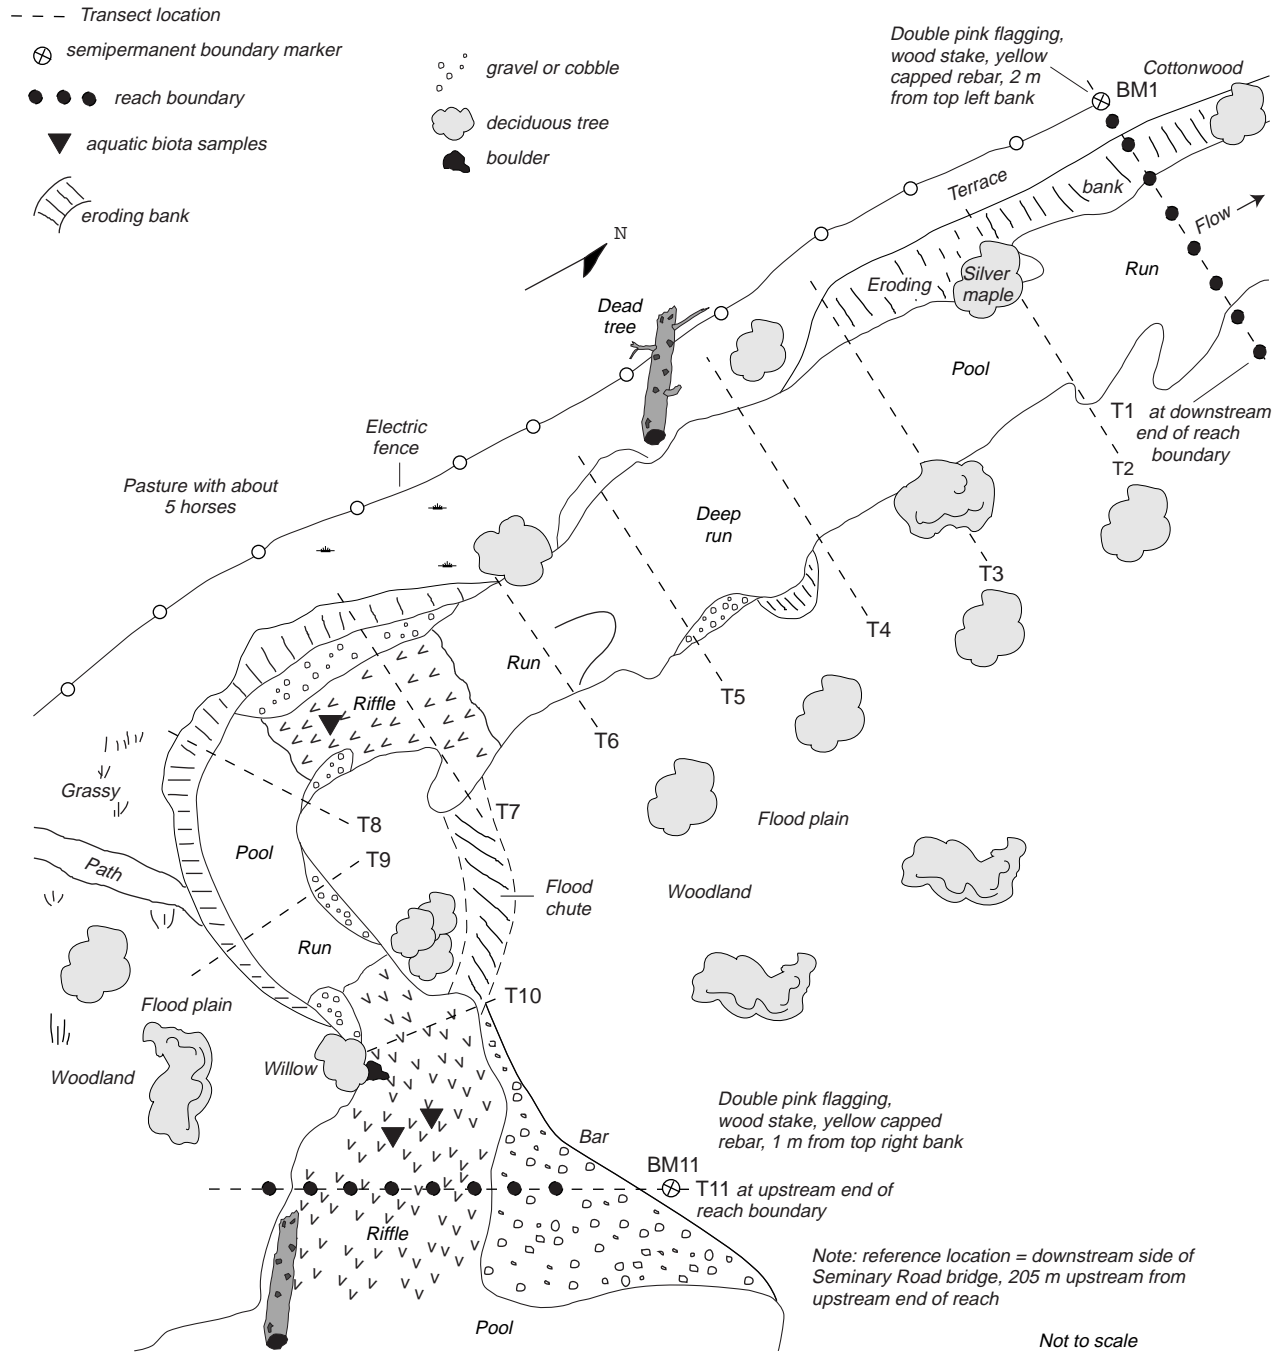 Transect location
semipermanent boundary marker
reach boundary
aquatic biota samples
eroding bank
gravel or cobble
deciduous tree
boulder
Double pink flagging,
wood stake, yellow
capped rebar, 2 m
from top left bank
BM1
Cottonwood
Terrace
bank
Flow
Run
N
Eroding
Silver
maple
Dead
tree
Pool
T1 at downstream
end of reach
boundary
T2
Electric
fence
Pasture with about
5 horses
Deep
run
T3
T4
T5
T6
Run
Riffle
Grassy
T7
T8
T9
Path
Pool
Flood plain
Woodland
Flood
chute
Run
Flood plain
T10
Willow
Woodland
Double pink flagging,
wood stake, yellow capped
rebar, 1 m from top right bank
Bar
BM11
T11 at upstream end of
reach boundary
Riffle
Note: reference location = downstream side of
Seminary Road bridge, 205 m upstream from
upstream end of reach
Pool
Not to scale